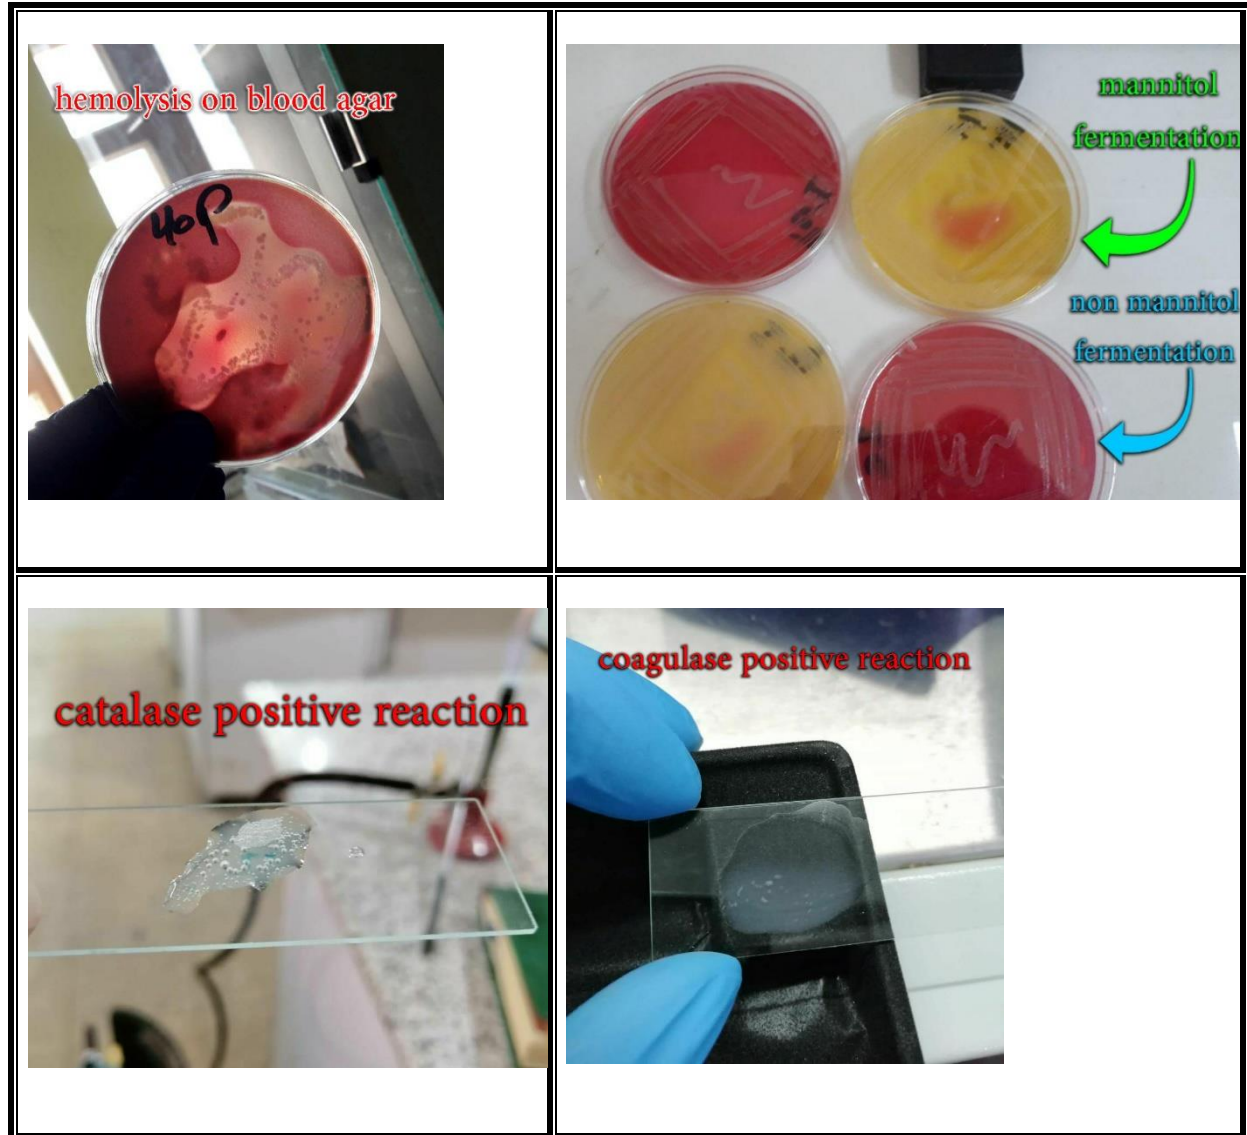 hemolysis on blood agar
40P
mannitol
fermentation
non mannitol
fermentation
catalase positive reaction
coagulase positive reaction